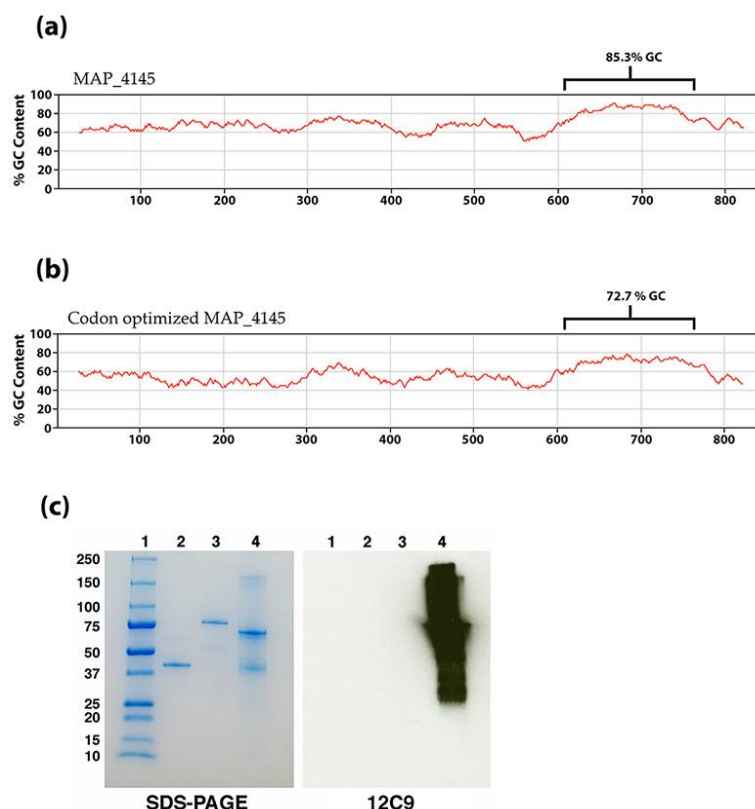 (a)
MAP_4145
85.3% GC
% GC Content
100
80
60
40
20
0
100 200 300 400 500 600 700 800
(b)
Codon optimized MAP_4145
72.7 % GC
% GC Content
100
80
60
40
20
0
100 200 300 400 500 600 700 800
(c)
1 2 3 4 1 2 3 4
250
150
100
75
50
37
25
20
15
10
SDS-PAGE 12C9